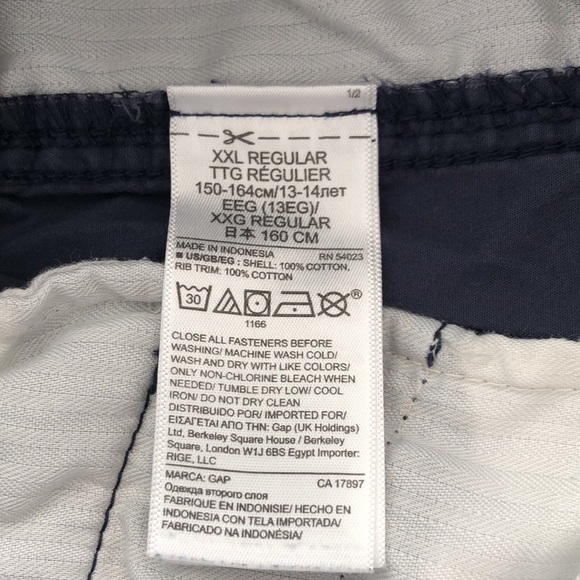 1/2
XXL REGULAR
TTG RÉGULIER
150-164см/13-14лет
EEG (13EG)/
XXG REGULAR
日本 160 CM
MADE IN INDONESIA RN 54023
■ US/GB/EG : SHELL: 100% COTTON.
RIB TRIM: 100% COTTON
30
1166
CLOSE ALL FASTENERS BEFORE
WASHING/ MACHINE WASH COLD/
WASH AND DRY WITH LIKE COLORS/
ONLY NON-CHLORINE BLEACH WHEN
NEEDED/ TUMBLE DRY LOW/ COOL
IRON/ DO NOT DRY CLEAN
DISTRIBUIDO POR/ IMPORTED FOR/
ΕΙΣΑΓΕΤΑΙ ΑΠΟ ΤΗΝ: Gap (UK Holdings)
Ltd, Berkeley Square House / Berkeley
Square, London W1J 6BS Egypt Importer:
RIGE, LLC
MARCA: GAP CA 17897
Одежда второго слоя
FABRIQUE EN INDONISIE / HECHO EN
INDONESIA CON TELA IMPORTADA/
FABRICADO NA INDONÉSIA/